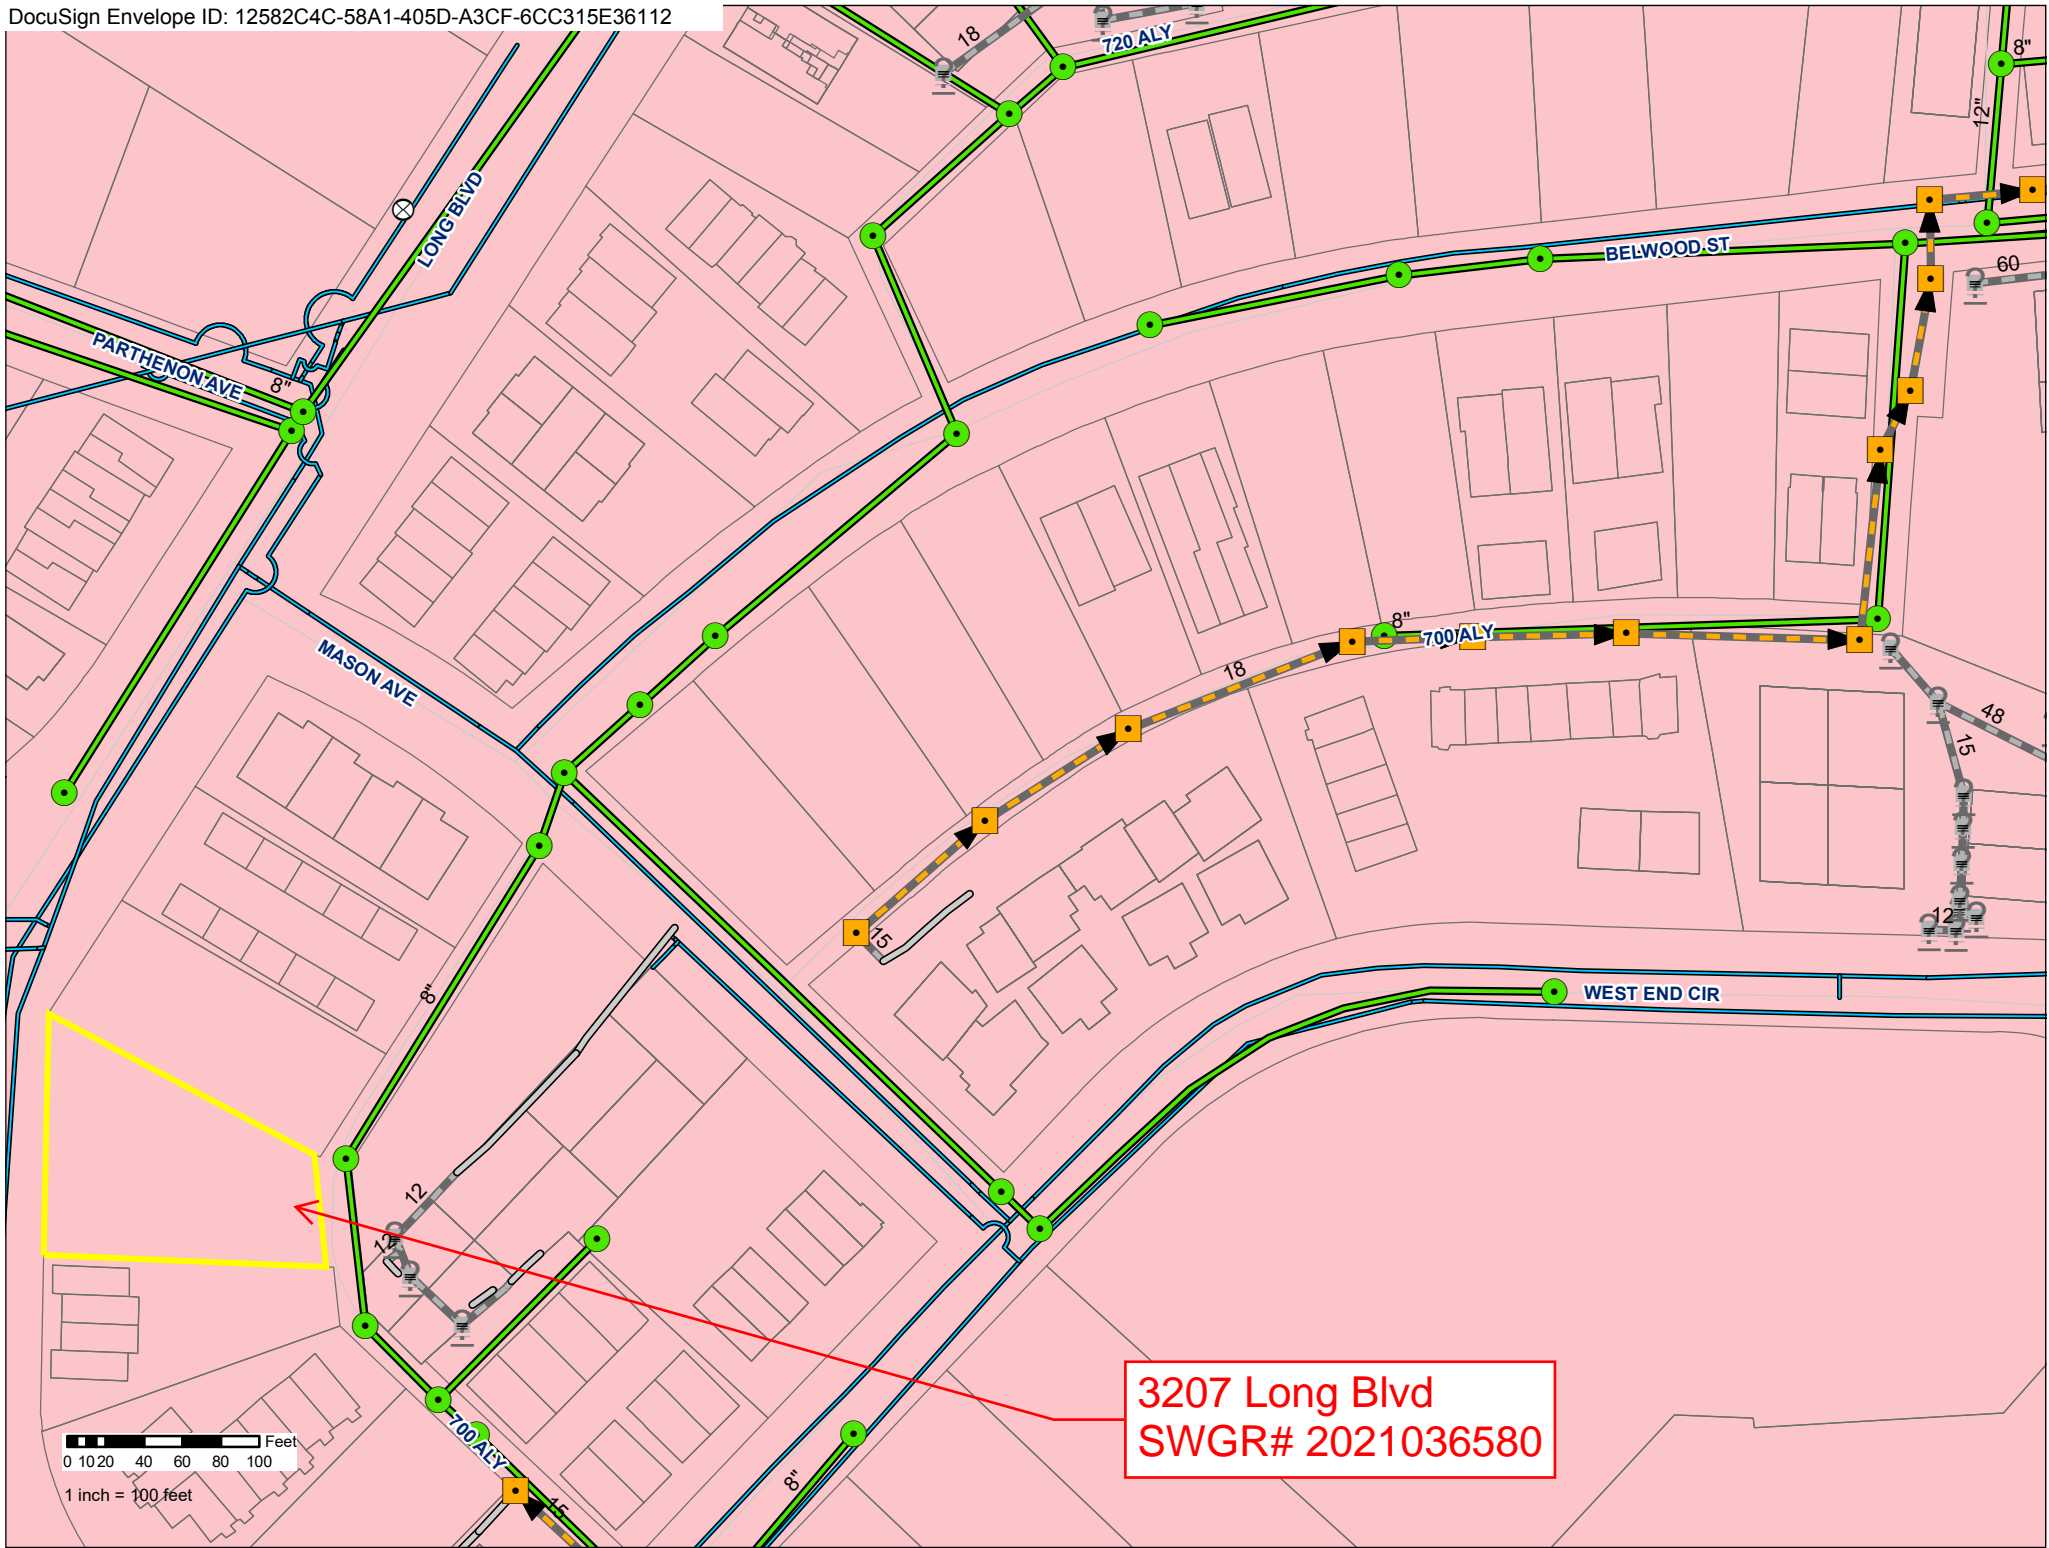 DocuSign Envelope ID: 12582C4C-58A1-405D-A3CF-6CC315E36112
18
720 ALY
8"
12"
LONG BLVD
BELWOOD ST
60
PARTHENON AVE
8"
8"
700 ALY
18
MASON AVE
48
15
12
15
8"
WEST END CIR
12
12
3207 Long Blvd
SWGR# 2021036580
700 ALY
8"
15
Feet
0 10 20 40 60 80 100
1 inch = 100 feet